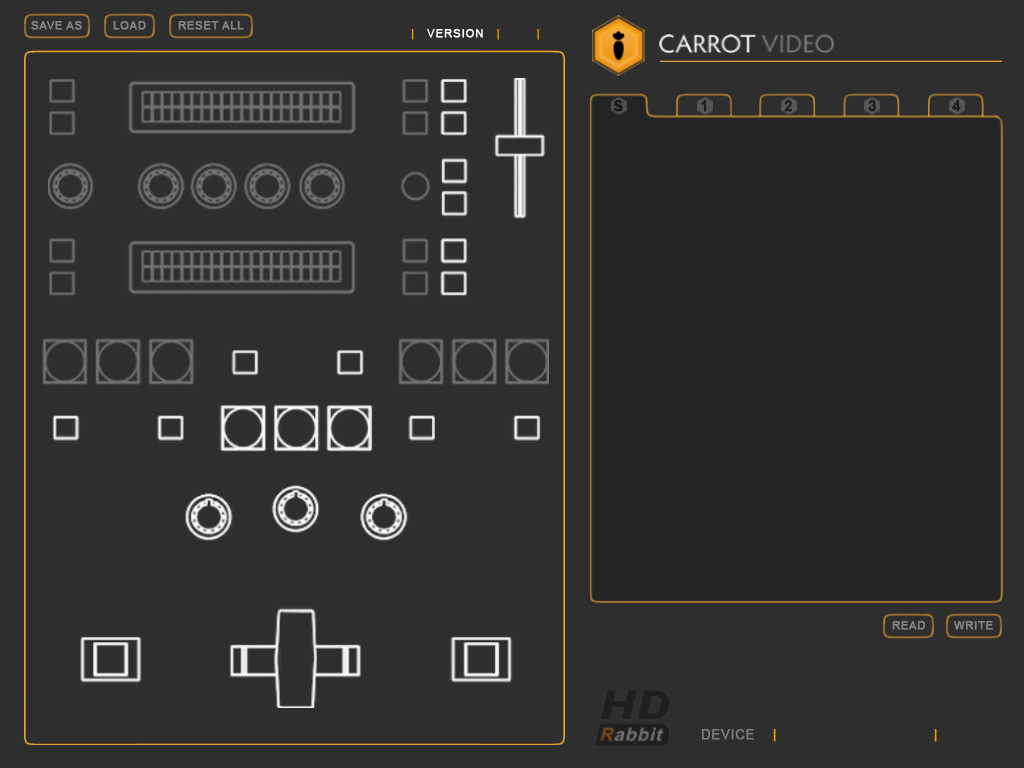 SAVE AS LOAD RESET ALL
VERSION
CARROT VIDEO
S 1 2 3 4
READ WRITE
HD
Rabbit
DEVICE